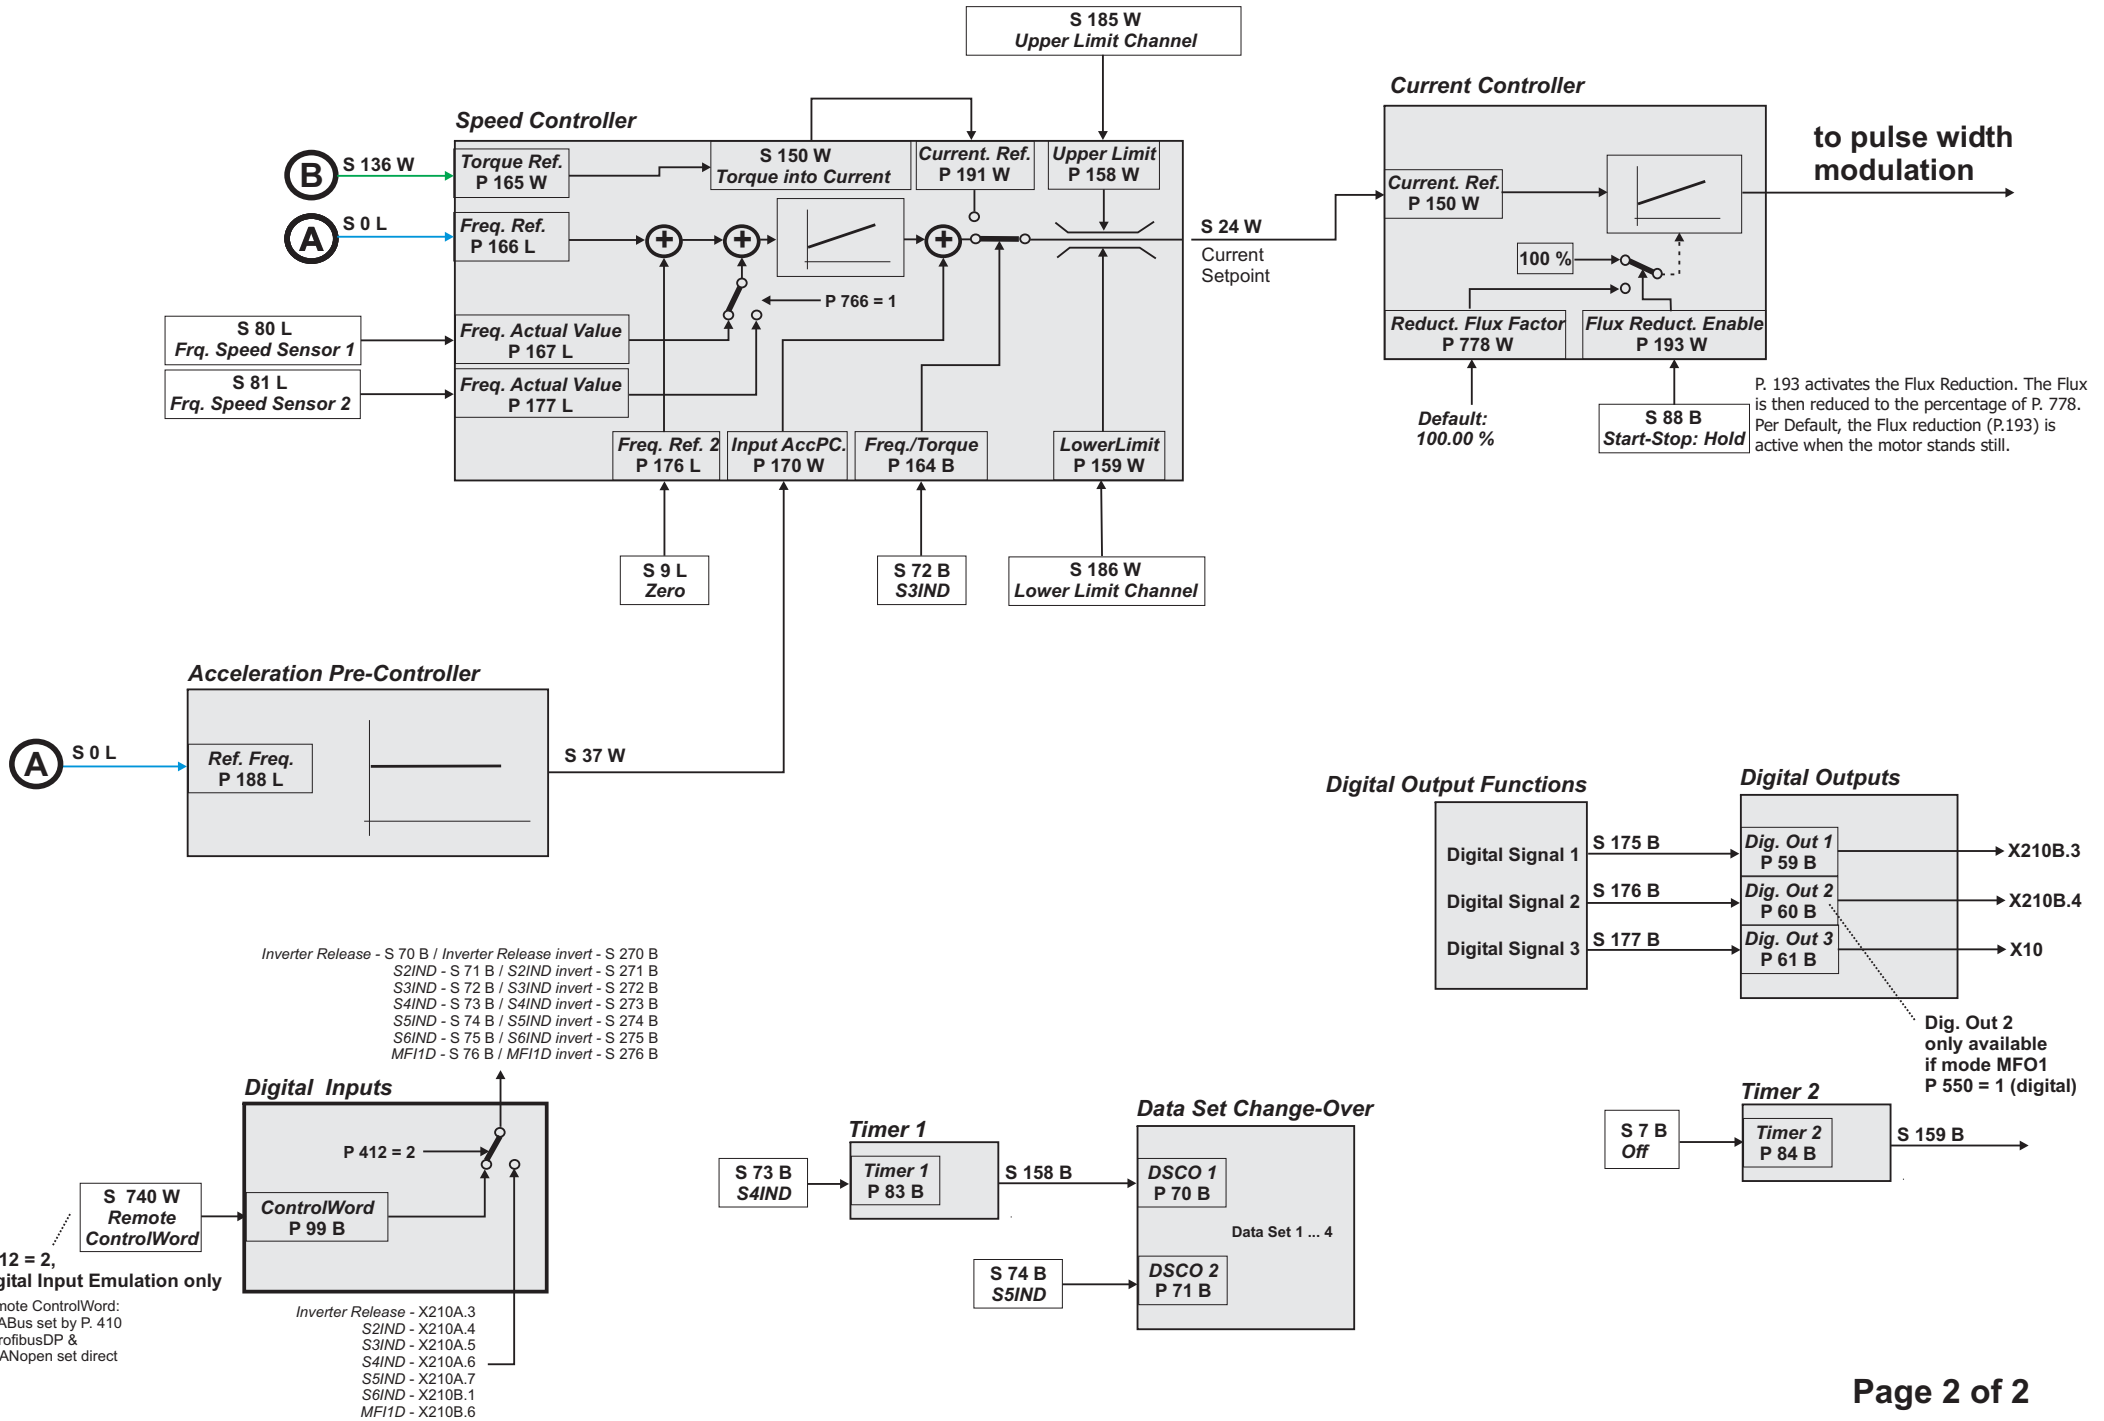 S 185 W
Upper Limit Channel
Speed Controller
B
S 136 W
Torque Ref.
P 165 W
S 150 W
Torque into Current
Current. Ref.
P 191 W
Upper Limit
P 158 W
A
S 0 L
Freq. Ref.
P 166 L
+
+
+
P 766 = 1
S 80 L
Frq. Speed Sensor 1
Freq. Actual Value
P 167 L
S 81 L
Frq. Speed Sensor 2
Freq. Actual Value
P 177 L
Freq. Ref. 2
P 176 L
Input AccPC.
P 170 W
Freq./Torque
P 164 B
LowerLimit
P 159 W
S 9 L
Zero
S 72 B
S3IND
S 186 W
Lower Limit Channel
S 24 W
Current
Setpoint
Current Controller
Current. Ref.
P 150 W
100 %
Reduct. Flux Factor
P 778 W
Flux Reduct. Enable
P 193 W
Default:
100.00 %
S 88 B
Start-Stop: Hold
P. 193 activates the Flux Reduction. The Flux
is then reduced to the percentage of P. 778.
Per Default, the Flux reduction (P.193) is
active when the motor stands still.
to pulse width
modulation
Acceleration Pre-Controller
A
S 0 L
Ref. Freq.
P 188 L
S 37 W
Digital Output Functions
Digital Signal 1
Digital Signal 2
Digital Signal 3
S 175 B
S 176 B
S 177 B
Digital Outputs
Dig. Out 1
P 59 B
Dig. Out 2
P 60 B
Dig. Out 3
P 61 B
X210B.3
X210B.4
X10
Dig. Out 2
only available
if mode MFO1
P 550 = 1 (digital)
Inverter Release - S 70 B / Inverter Release invert - S 270 B
S2IND - S 71 B / S2IND invert - S 271 B
S3IND - S 72 B / S3IND invert - S 272 B
S4IND - S 73 B / S4IND invert - S 273 B
S5IND - S 74 B / S5IND invert - S 274 B
S6IND - S 75 B / S6IND invert - S 275 B
MFI1D - S 76 B / MFI1D invert - S 276 B
Digital Inputs
P 412 = 2
S 740 W
Remote
ControlWord
ControlWord
P 99 B
12 = 2,
gital Input Emulation only
mote ControlWord:
ABus set by P. 410
rofibusDP &
ANopen set direct
Inverter Release - X210A.3
S2IND - X210A.4
S3IND - X210A.5
S4IND - X210A.6
S5IND - X210A.7
S6IND - X210B.1
MFI1D - X210B.6
Timer 1
S 73 B
S4IND
Timer 1
P 83 B
S 158 B
Data Set Change-Over
DSCO 1
P 70 B
Data Set 1 ... 4
S 74 B
S5IND
DSCO 2
P 71 B
Timer 2
S 7 B
Off
Timer 2
P 84 B
S 159 B
Page 2 of 2